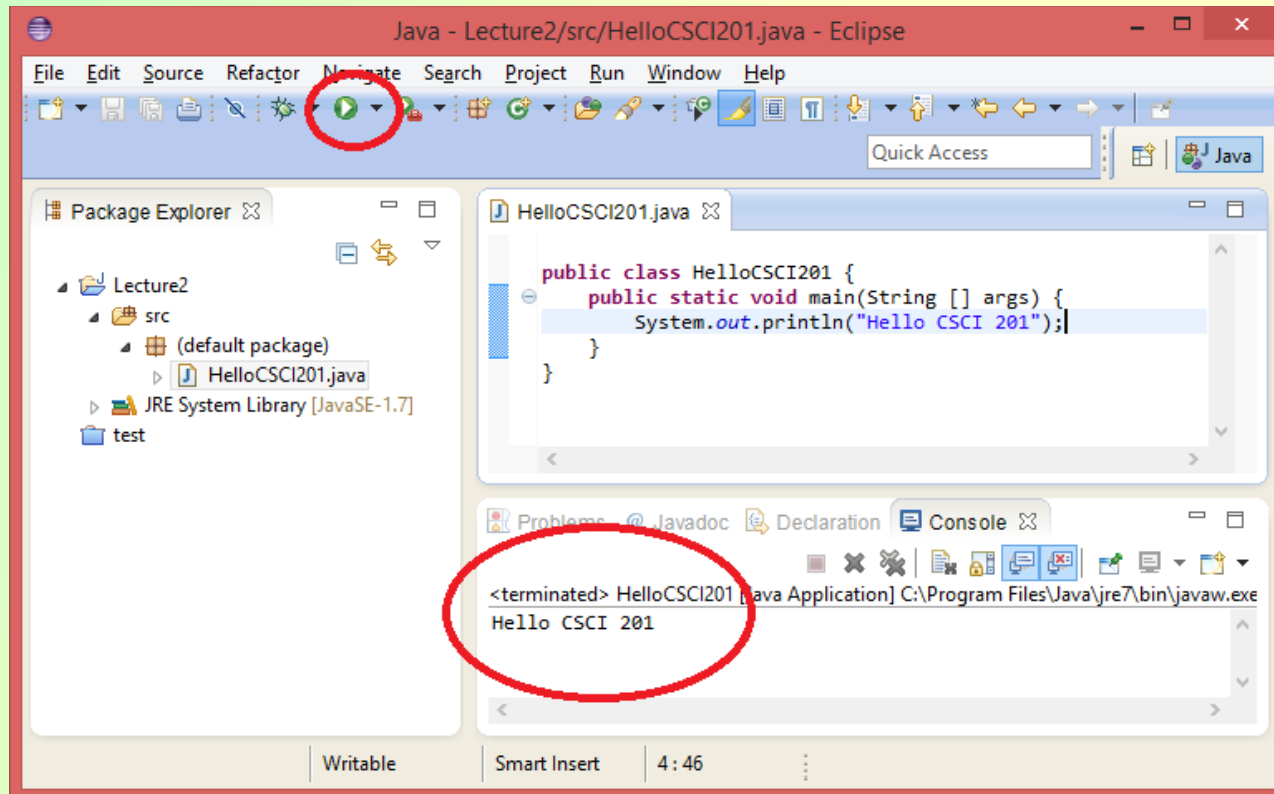 Java - Lecture2/src/HelloCSCI201.java - Eclipse
File Edit Source Refactor Navigate Search Project Run Window Help
Quick Access
Java
Package Explorer
Lecture2
src
(default package)
HelloCSCI201.java
JRE System Library [JavaSE-1.7]
test
HelloCSCI201.java
public class HelloCSCI201 {
public static void main(String [] args) {
System.out.println("Hello CSCI 201");
}
}
Problems @ Javadoc Declaration Console
<terminated> HelloCSCI201 [Java Application] C:\Program Files\Java\jre7\bin\javaw.exe
Hello CSCI 201
Writable Smart Insert 4 : 46